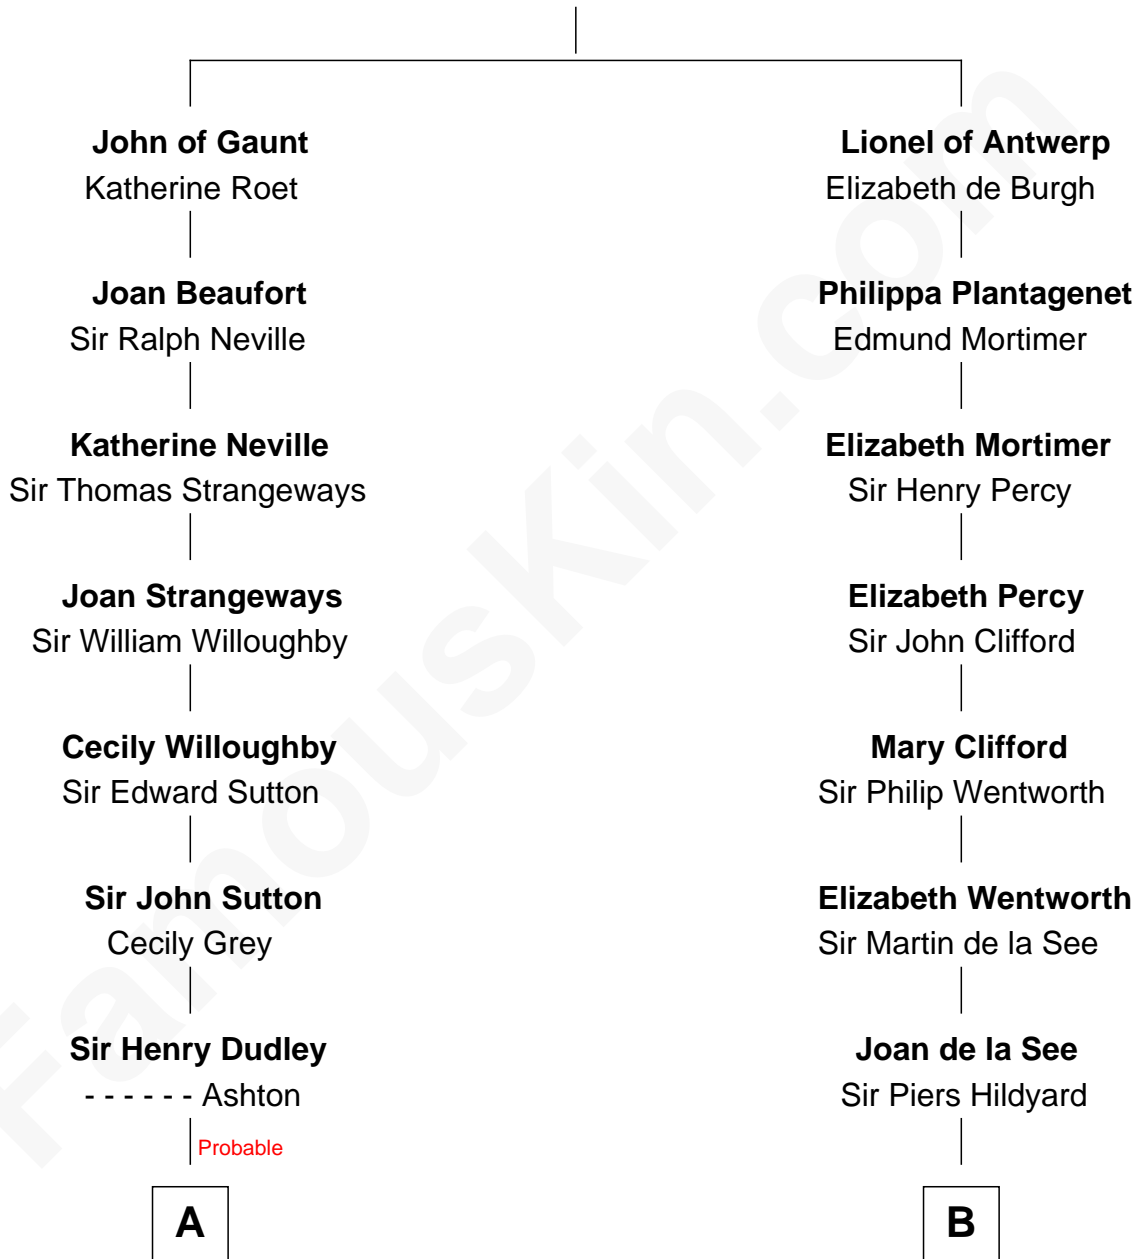 John of Gaunt
Katherine Roet
Joan Beaufort
Sir Ralph Neville
Katherine Neville
Sir Thomas Strangeways
Joan Strangeways
Sir William Willoughby
Cecily Willoughby
Sir Edward Sutton
Sir John Sutton
Cecily Grey
Sir Henry Dudley
- - - - - - Ashton
Probable
A
Lionel of Antwerp
Elizabeth de Burgh
Philippa Plantagenet
Edmund Mortimer
Elizabeth Mortimer
Sir Henry Percy
Elizabeth Percy
Sir John Clifford
Mary Clifford
Sir Philip Wentworth
Elizabeth Wentworth
Sir Martin de la See
Joan de la See
Sir Piers Hildyard
B
FamousKin.com